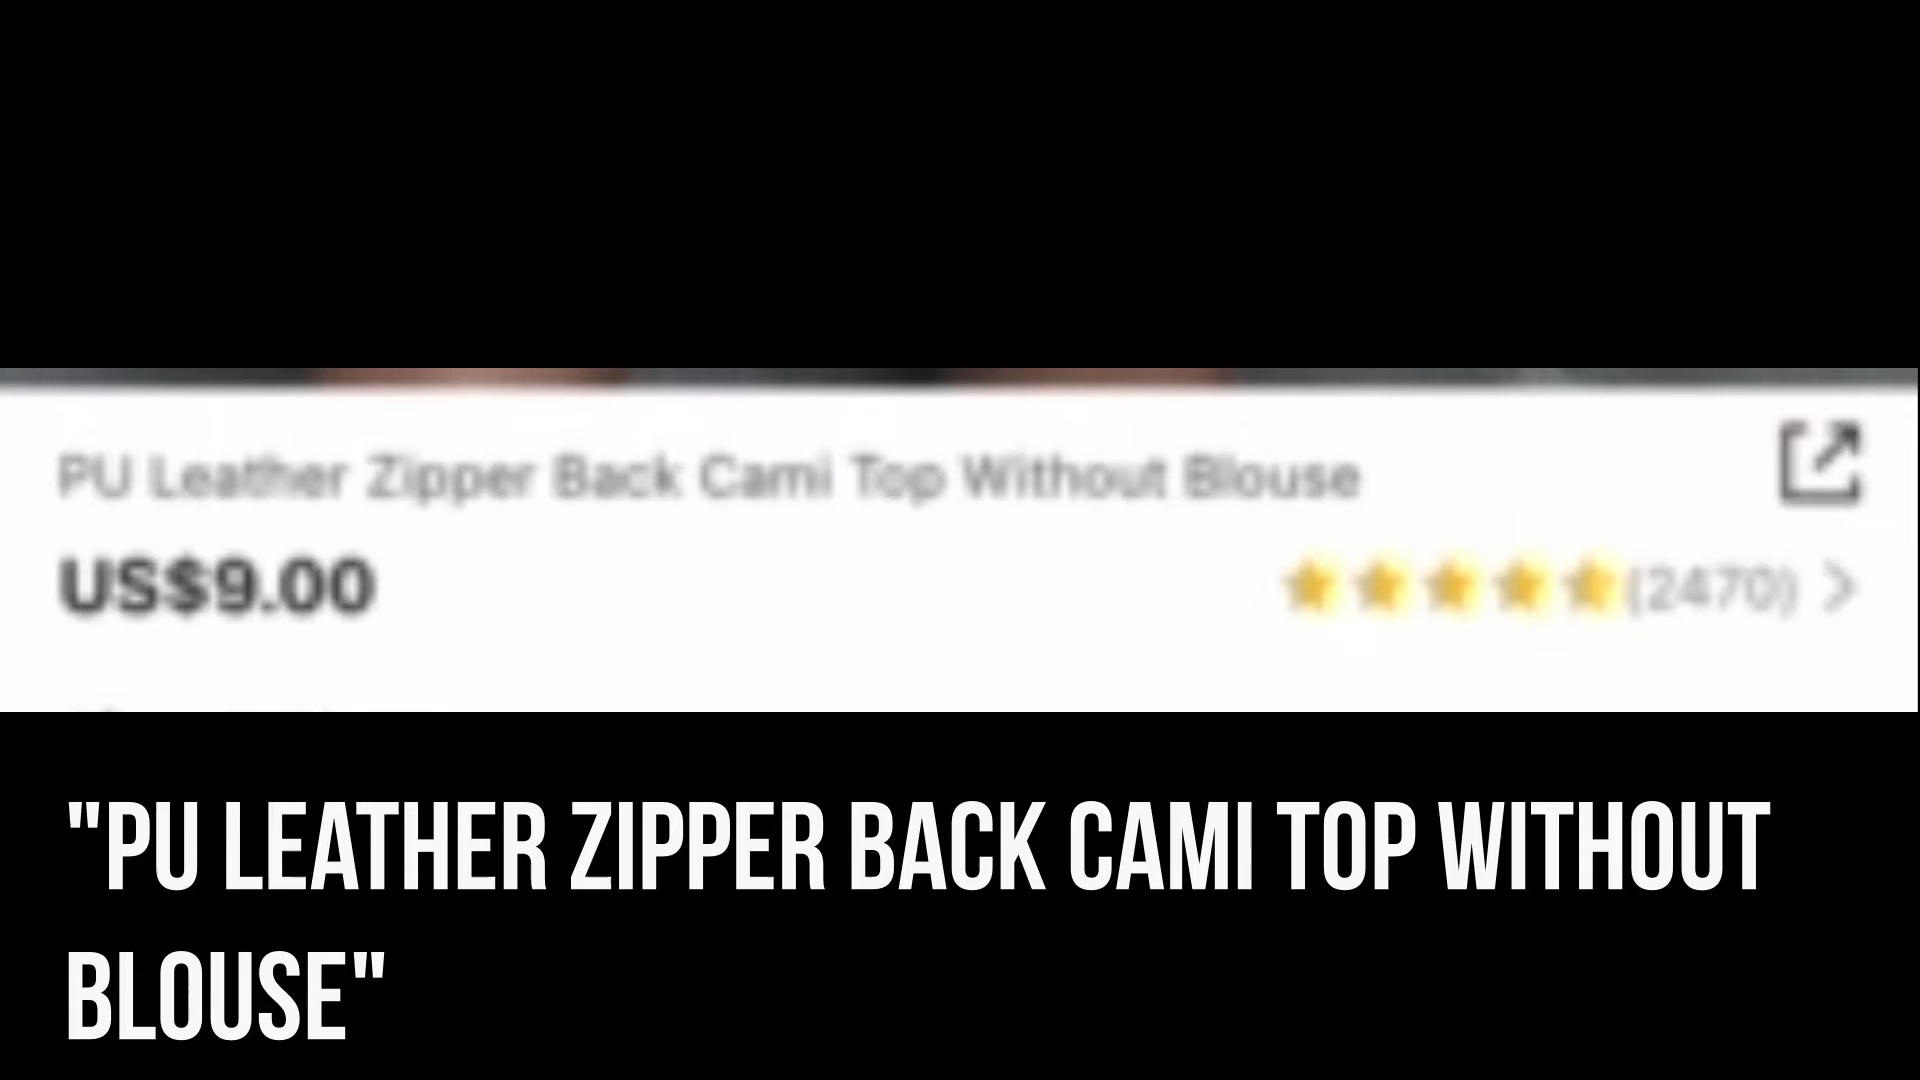 PU Leather Zipper Back Cami Top Without Blouse
US$9.00
(2470)
"PU LEATHER ZIPPER BACK CAMI TOP WITHOUT
BLOUSE"